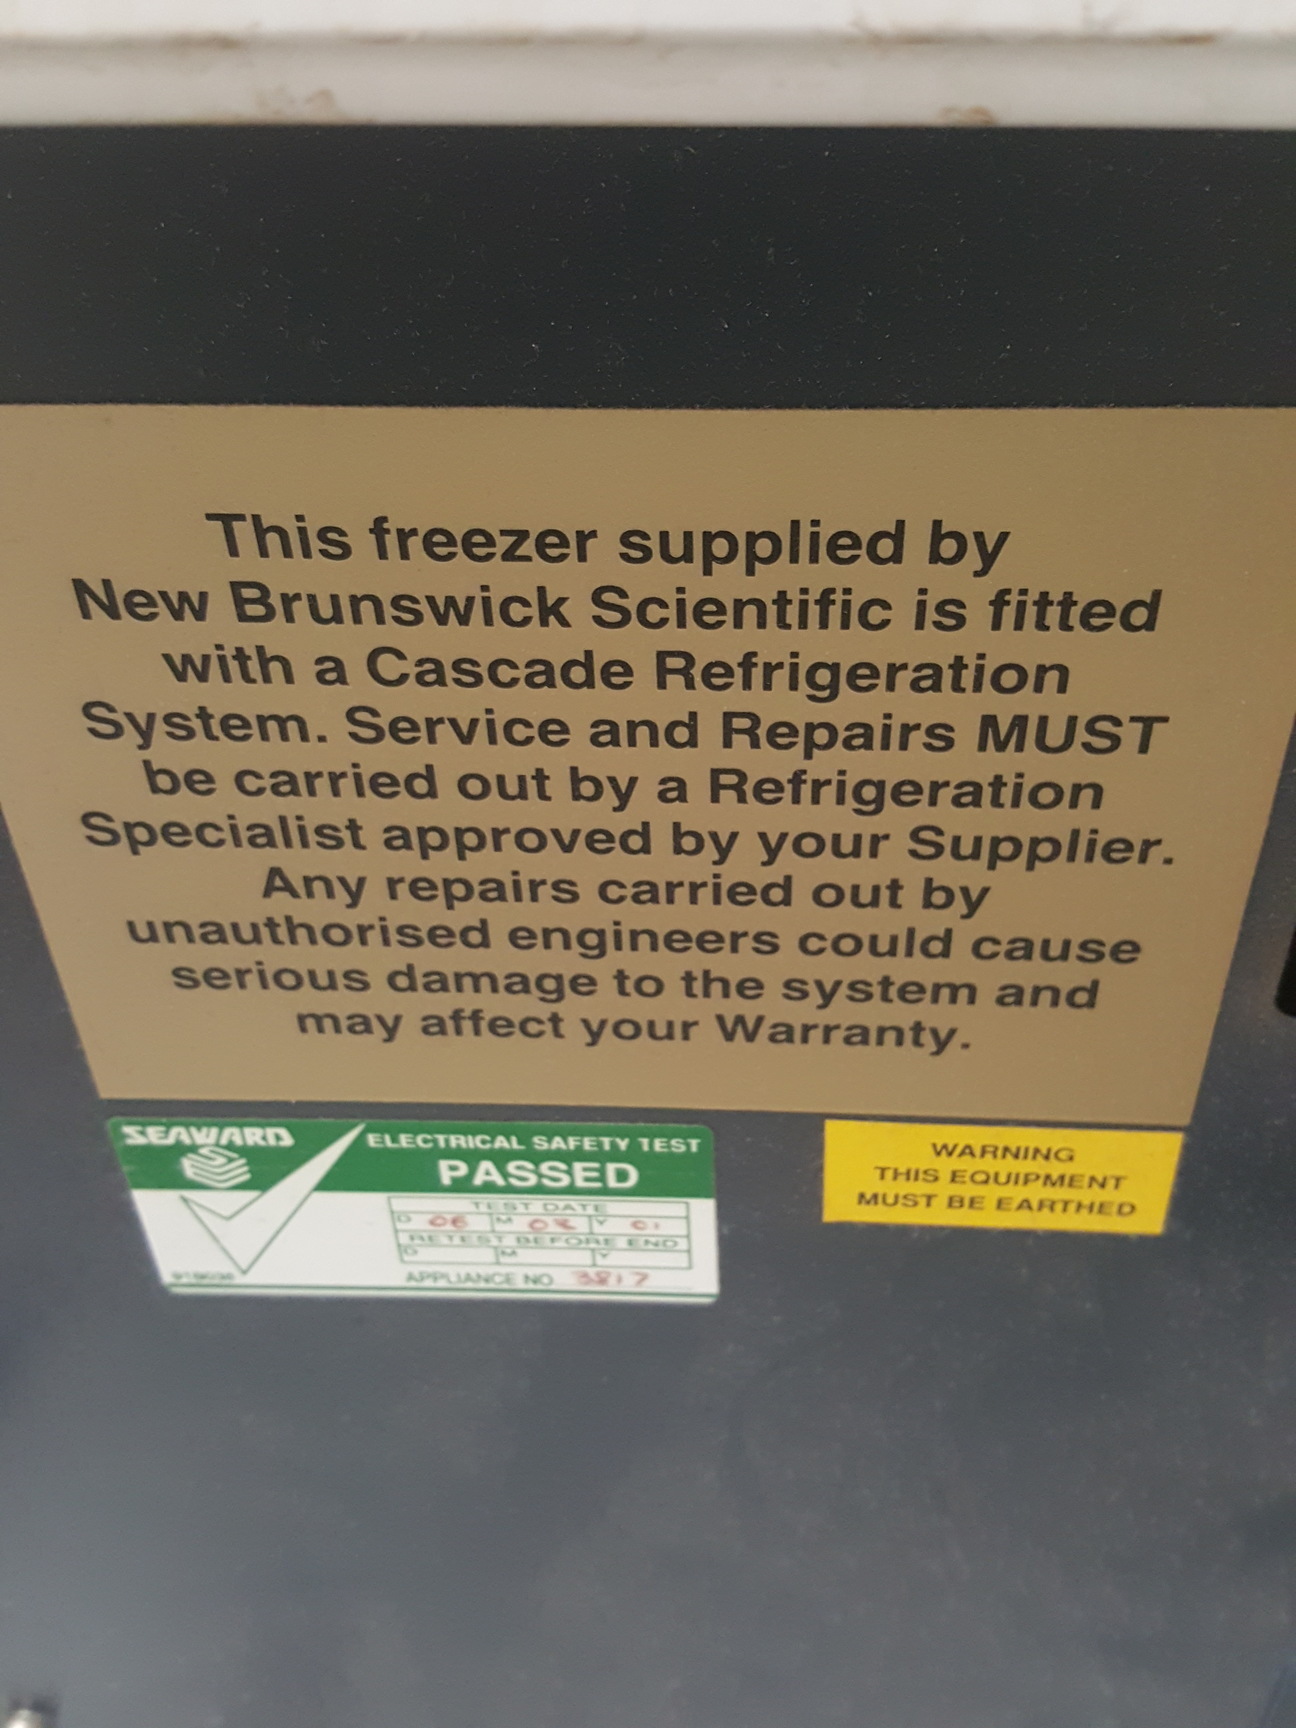 This freezer supplied by
New Brunswick Scientific is fitted
with a Cascade Refrigeration
System. Service and Repairs MUST
be carried out by a Refrigeration
Specialist approved by your Supplier.
Any repairs carried out by
unauthorised engineers could cause
serious damage to the system and
may affect your Warranty.
SEAWARD
ELECTRICAL SAFETY TEST
PASSED
TEST DATE
D 06 M 08 Y 01
RETEST BEFORE END
D M Y
APPLIANCE NO 3817
WARNING
THIS EQUIPMENT
MUST BE EARTHED